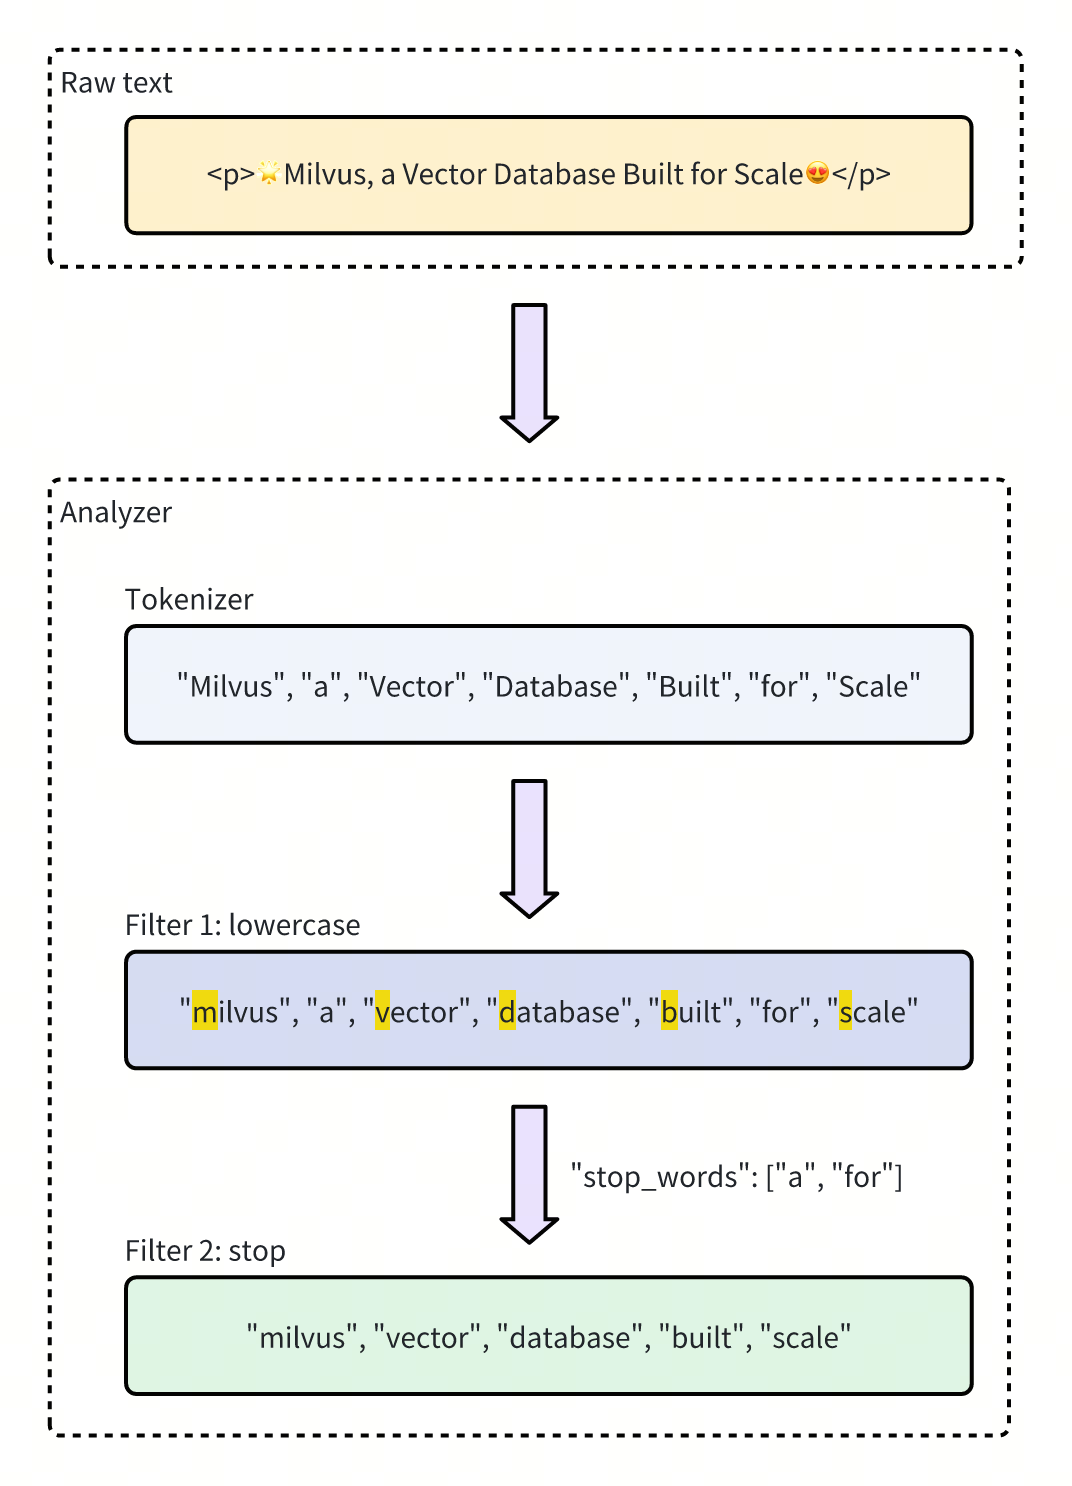 Raw text
<p>🌟Milvus, a Vector Database Built for Scale😍</p>
Analyzer
Tokenizer
"Milvus", "a", "Vector", "Database", "Built", "for", "Scale"
Filter 1: lowercase
"milvus", "a", "vector", "database", "built", "for", "scale"
"stop_words": ["a", "for"]
Filter 2: stop
"milvus", "vector", "database", "built", "scale"